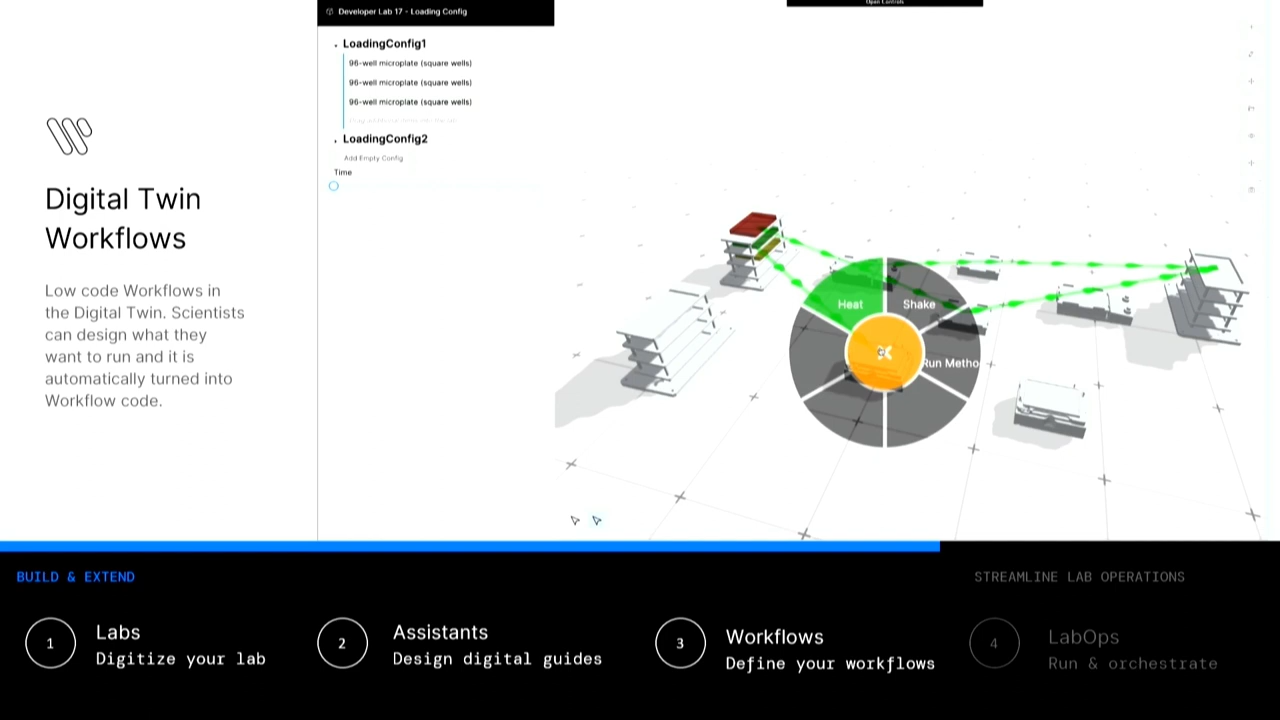 Developer Lab 17 - Loading Config
Open Controls
LoadingConfig1
96-well microplate (square wells)
96-well microplate (square wells)
96-well microplate (square wells)
LoadingConfig2
Add Empty Config
Time
Digital Twin
Workflows
Low code Workflows in
the Digital Twin. Scientists
can design what they
want to run and it is
automatically turned into
Workflow code.
Heat
Shake
Run Metho
BUILD & EXTEND
STREAMLINE LAB OPERATIONS
1
Labs
Digitize your lab
2
Assistants
Design digital guides
3
Workflows
Define your workflows
4
LabOps
Run & orchestrate